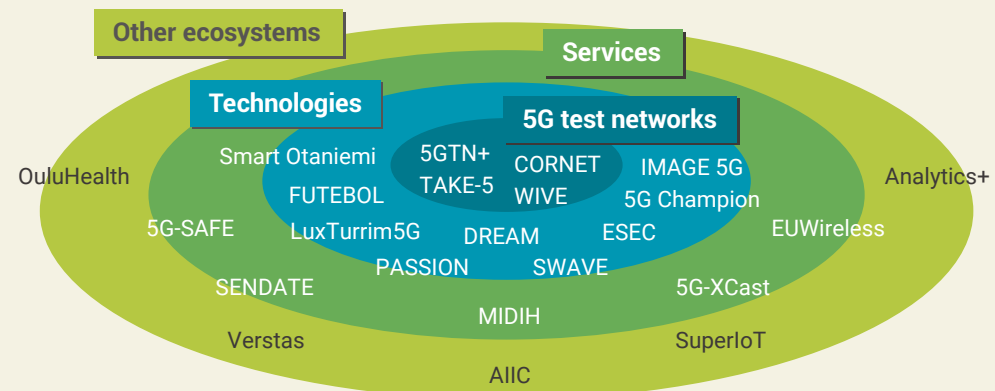 Other ecosystems
Services
Technologies
5G test networks
Smart Otaniemi
5GTN+
CORNET
IMAGE 5G
OuluHealth
TAKE-5
WIVE
Analytics+
FUTEBOL
5G Champion
5G-SAFE
LuxTurrim5G
DREAM
ESEC
EUWireless
PASSION
SWAVE
SENDATE
5G-XCast
MIDIH
Verstas
SuperIoT
AIIC